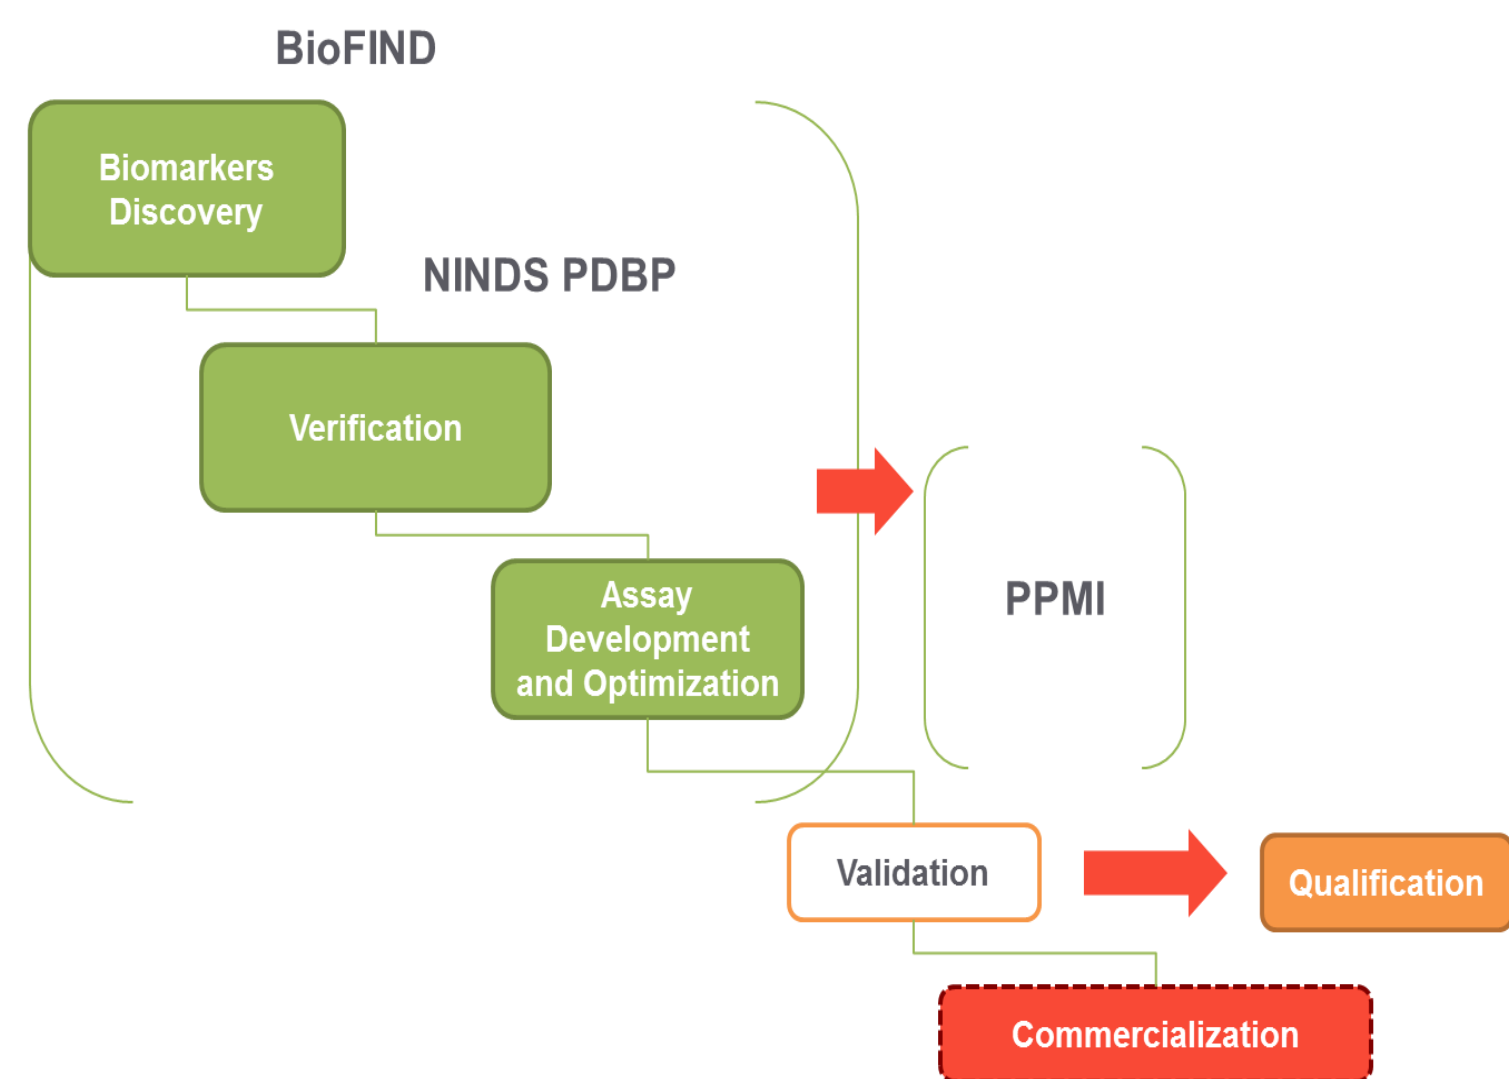 BioFIND
Biomarkers
Discovery
NINDS PDBP
Verification
Assay
Development
and Optimization
PPMI
Validation
Qualification
Commercialization